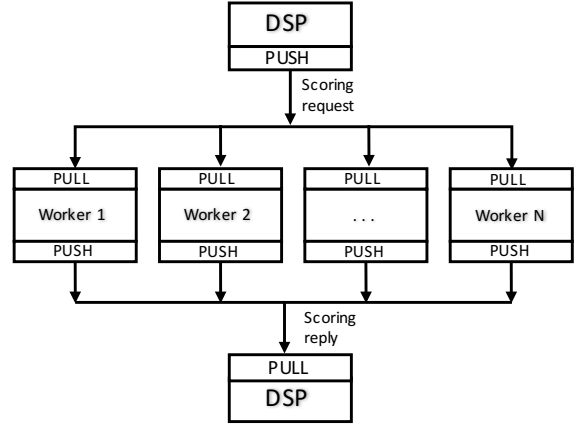 DSP
PUSH
Scoring
request
PULL PULL PULL PULL
Worker 1 Worker 2 . . . Worker N
PUSH PUSH PUSH PUSH
Scoring
reply
PULL
DSP